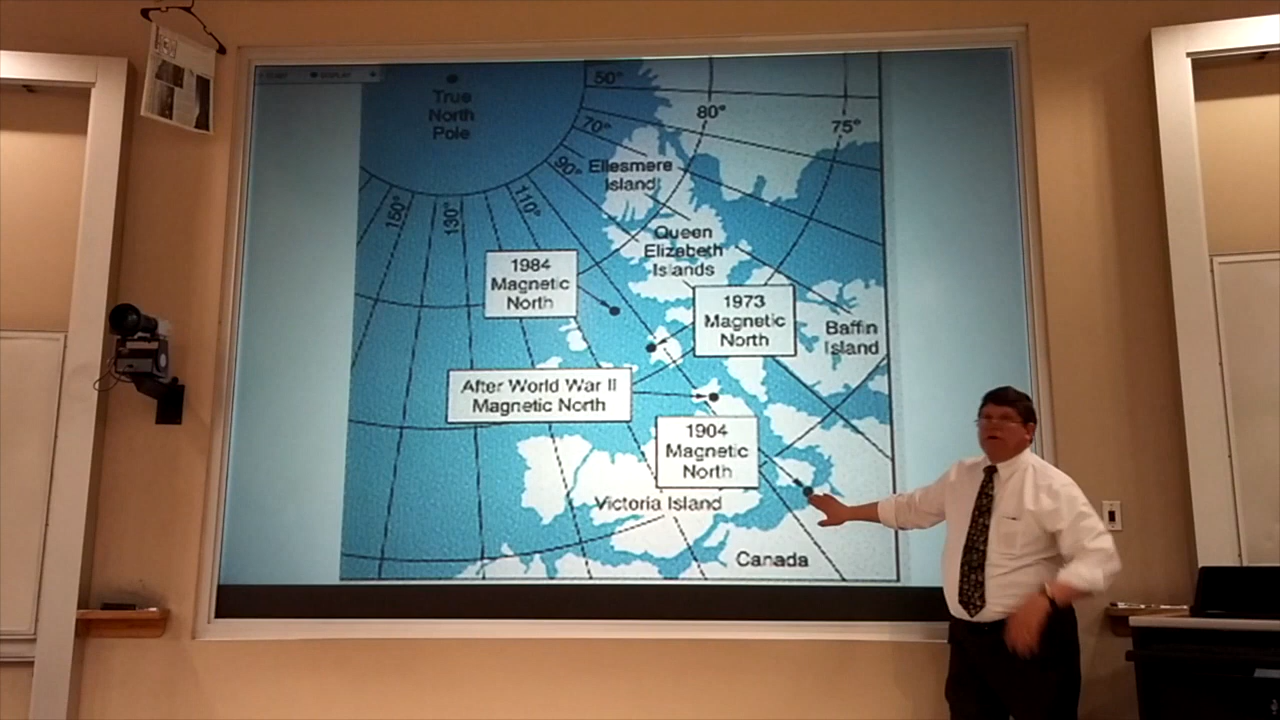 True
North
Pole
50°
80°
75°
70°
90°
Ellesmere
Island
110°
150°
130°
Queen
Elizabeth
Islands
1984
Magnetic
North
1973
Magnetic
North
Baffin
Island
After World War II
Magnetic North
1904
Magnetic
North
Victoria Island
Canada